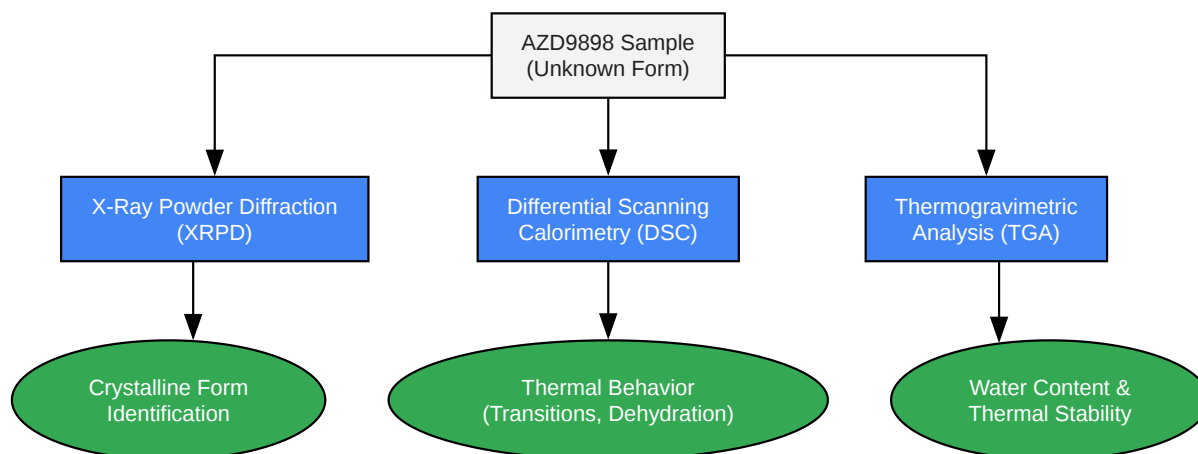 AZD9898 Sample
(Unknown Form)
X-Ray Powder Diffraction
(XRPD)
Differential Scanning
Calorimetry (DSC)
Thermogravimetric
Analysis (TGA)
Crystalline Form
Identification
Thermal Behavior
(Transitions, Dehydration)
Water Content &
Thermal Stability